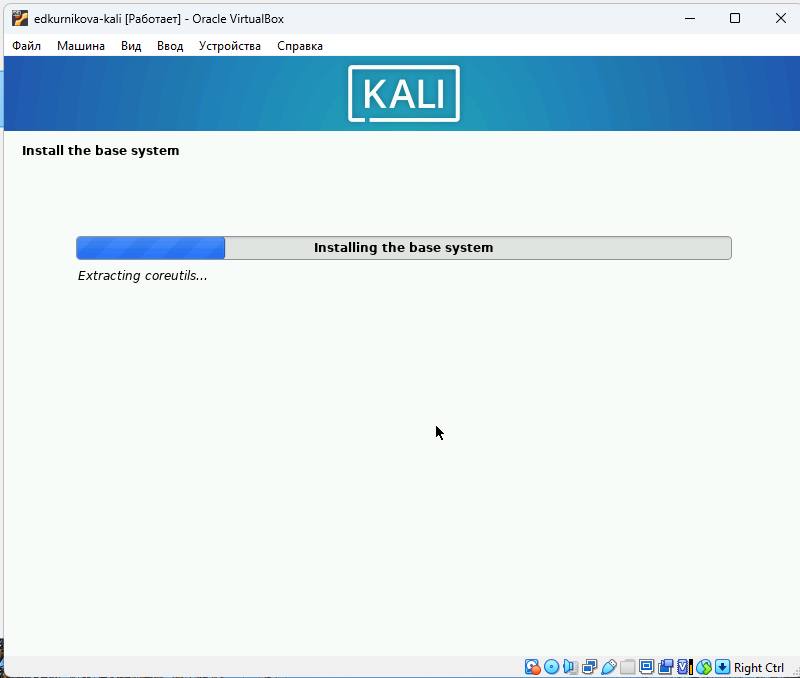 edkurnikova-kali [Работает] - Oracle VirtualBox
Файл Машина Вид Ввод Устройства Справка
KALI
Install the base system
Installing the base system
Extracting coreutils...
Right Ctrl